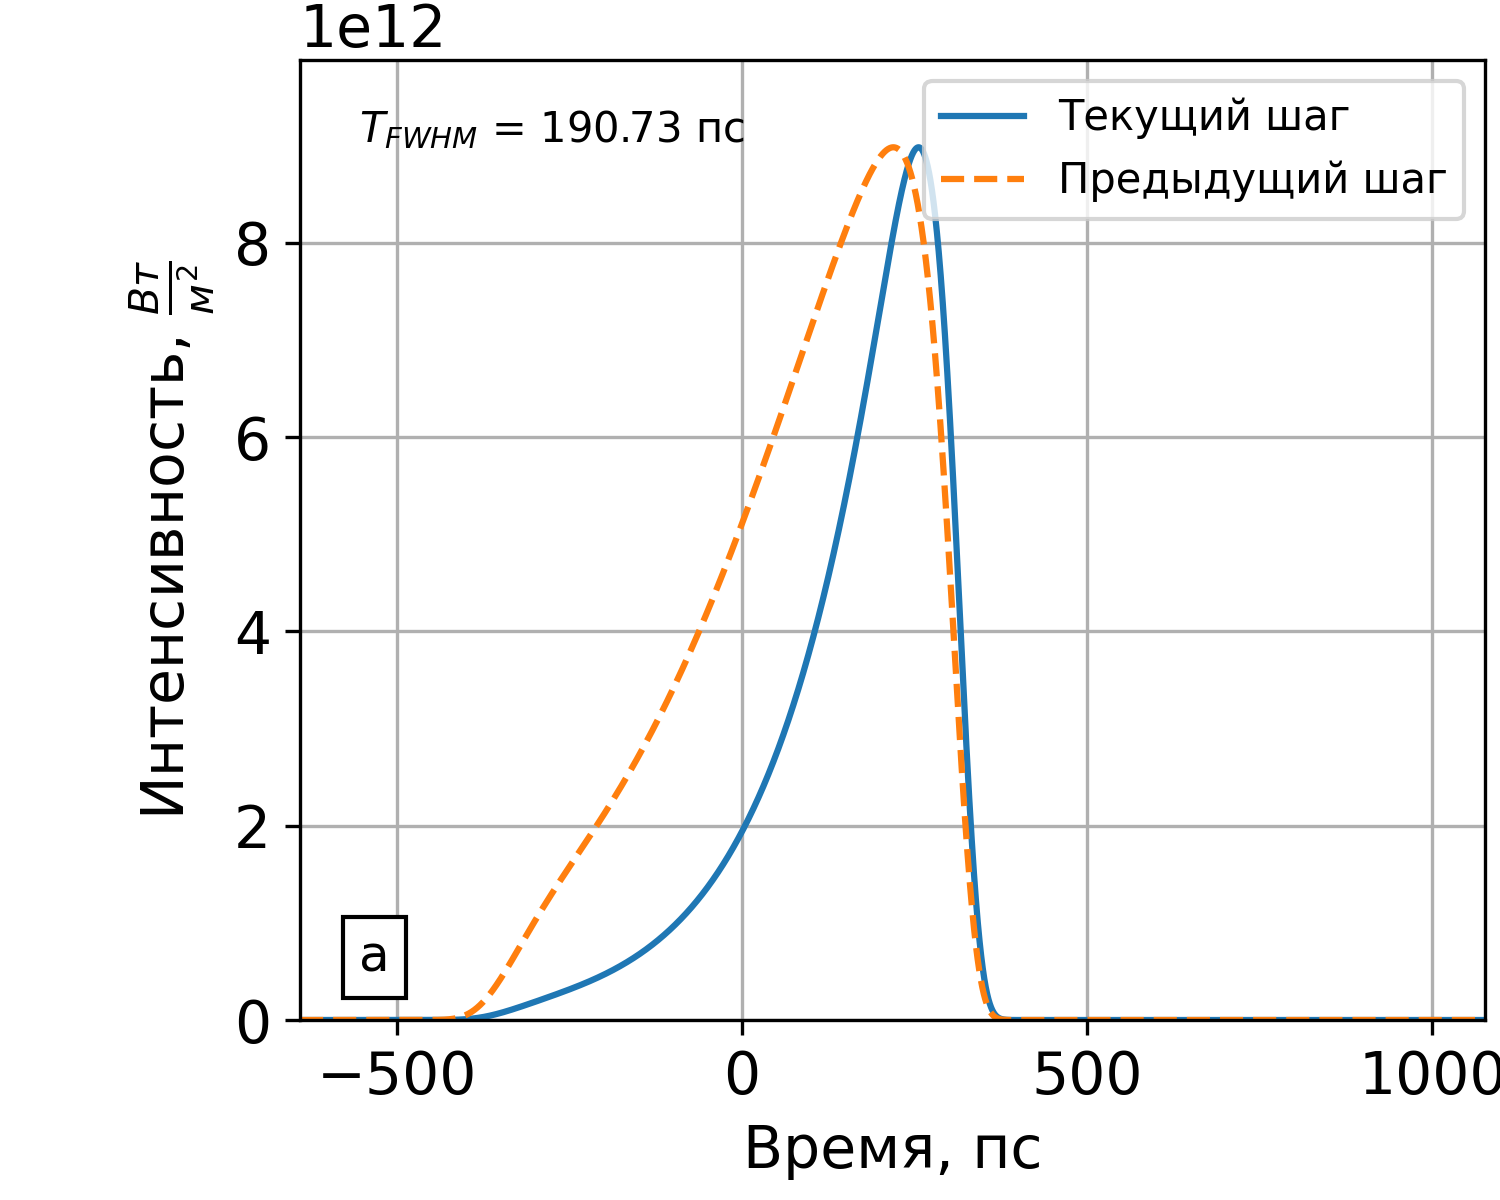 1e12
T_FWHM = 190.73 пс
Текущий шаг
Предыдущий шаг
Интенсивность, Вт/м²
8
6
4
2
0
a
−500 0 500 1000
Время, пс